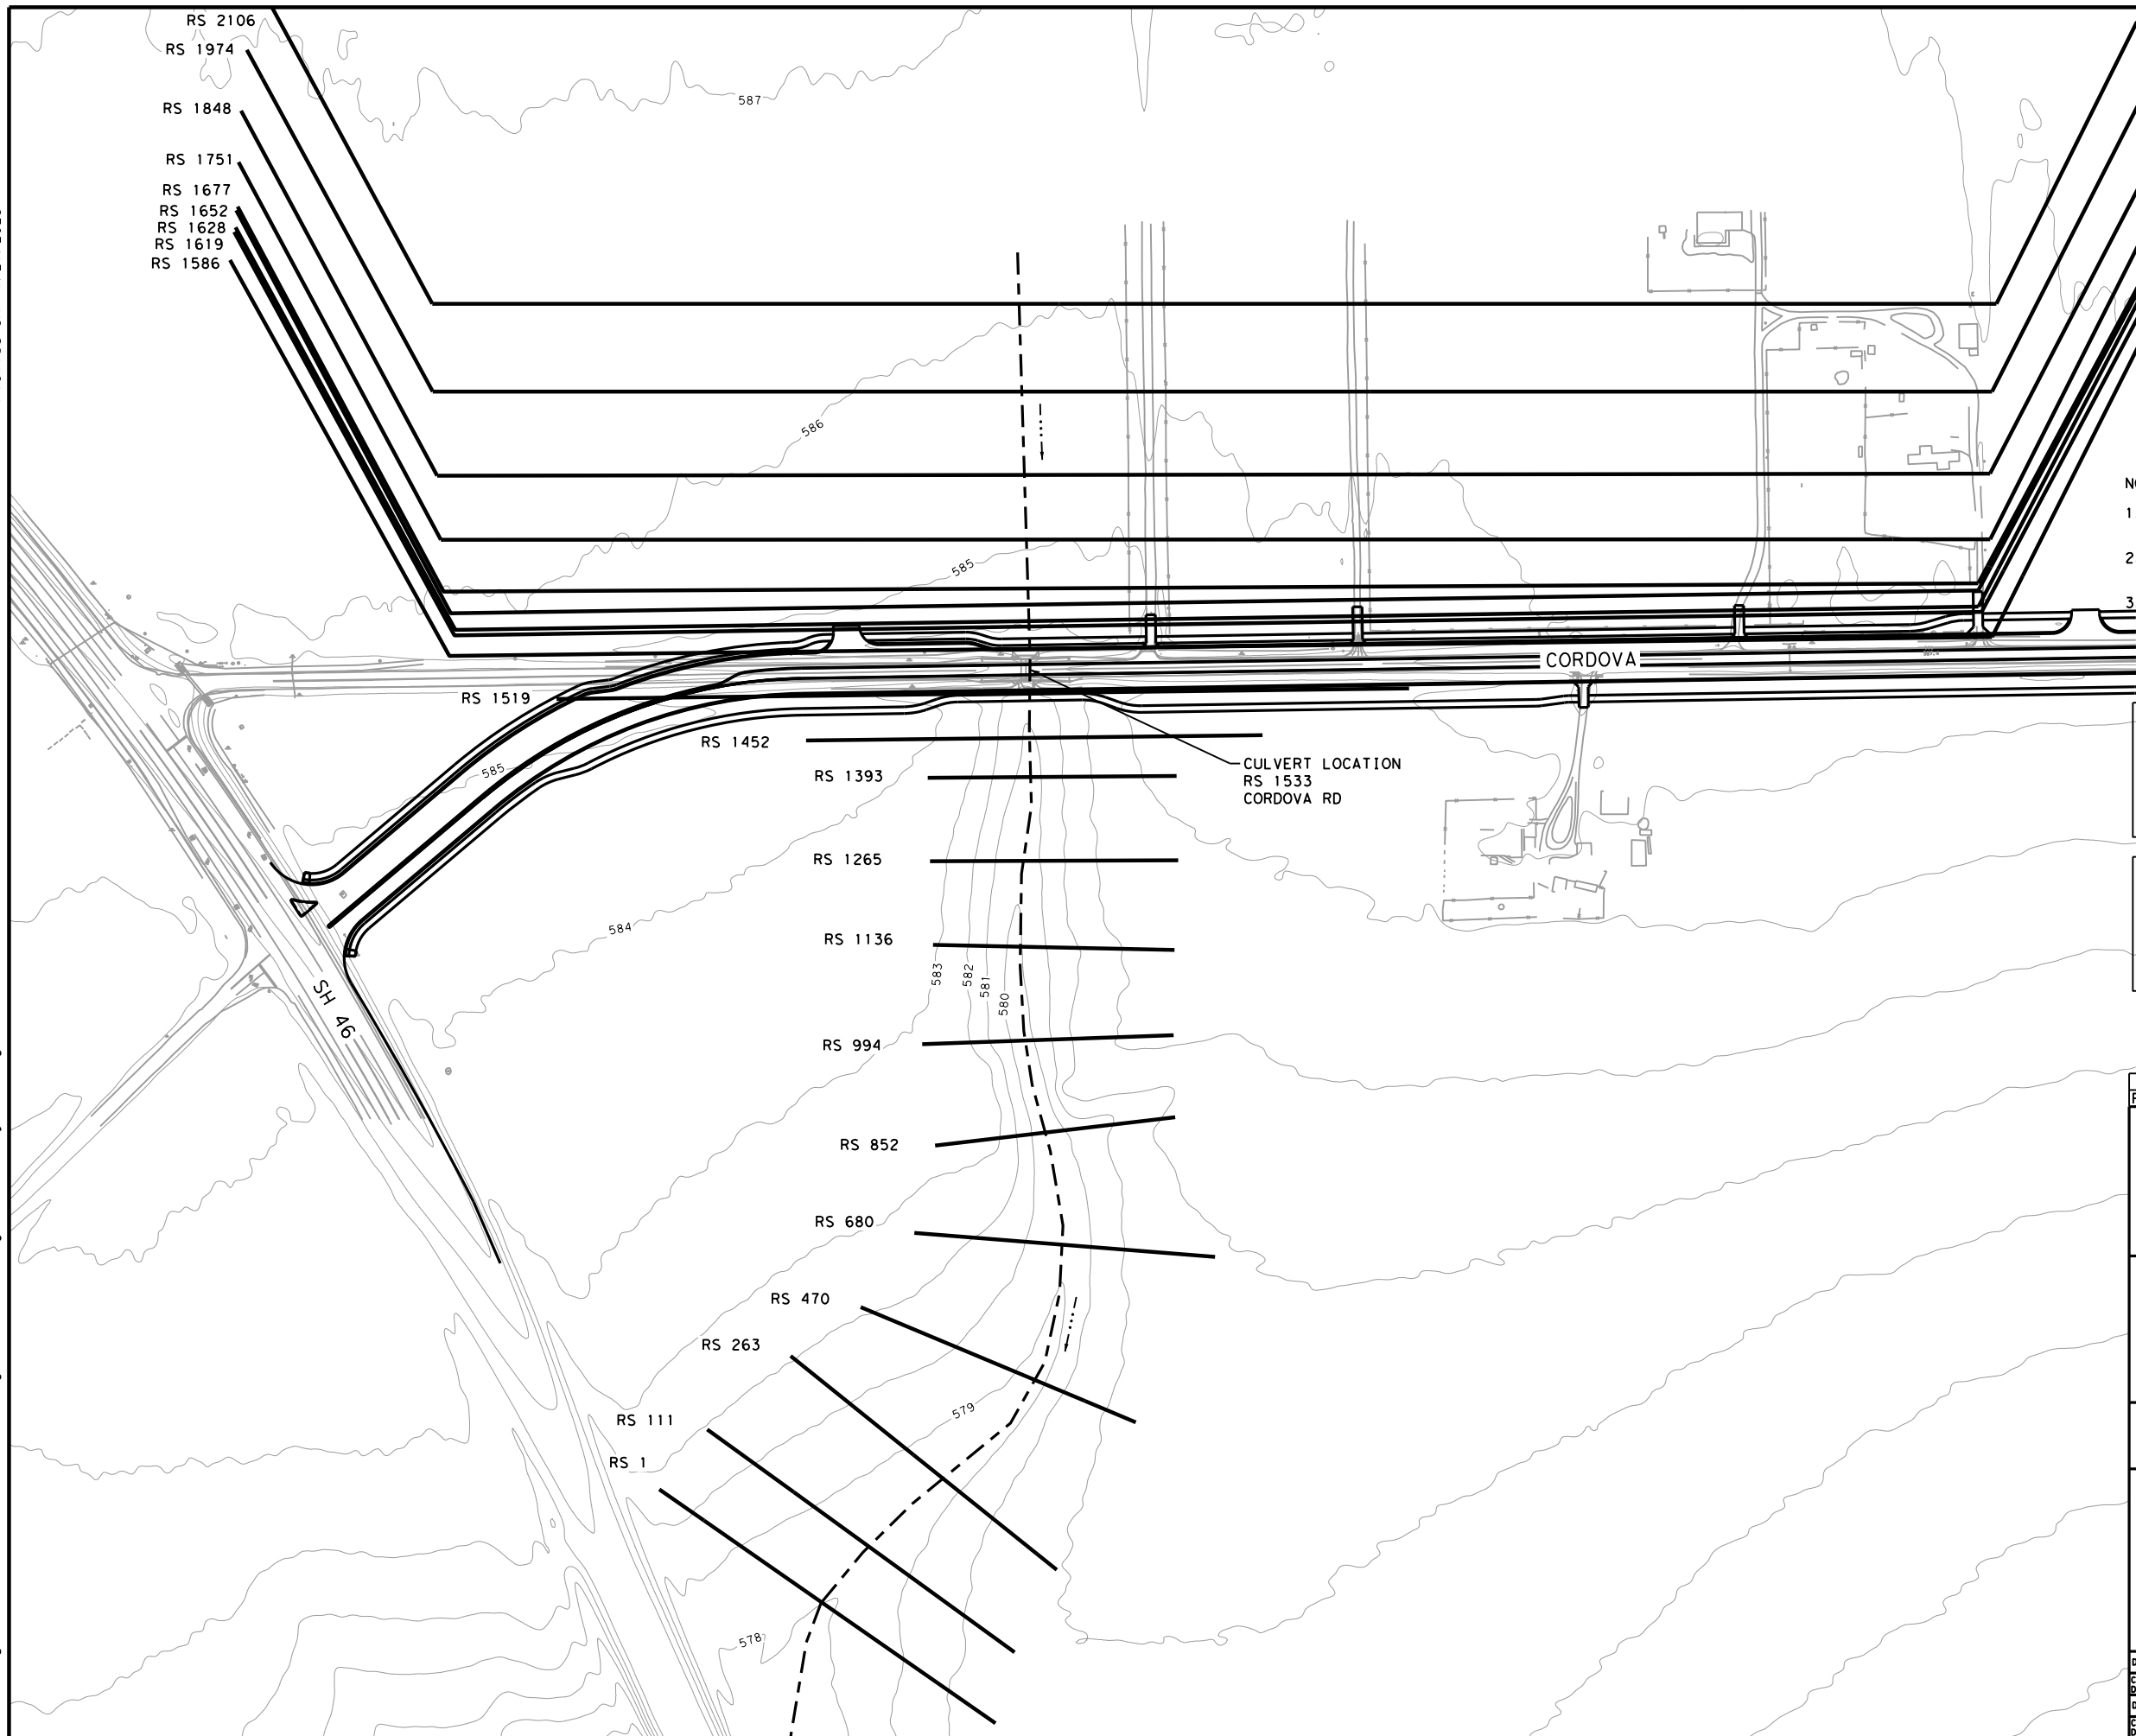 RS 2106
RS 1974
587
RS 1848
RS 1751
RS 1677
RS 1652
RS 1628
RS 1619
RS 1586
586
1
585
2
3
CORDOVA
RS 1519
RS 1452
585
CULVERT LOCATION
RS 1533
CORDOVA RD
RS 1393
RS 1265
584
RS 1136
583
582
581
580
SH 46
RS 994
RS 852
RS 680
RS 470
RS 263
579
RS 111
RS 1
578